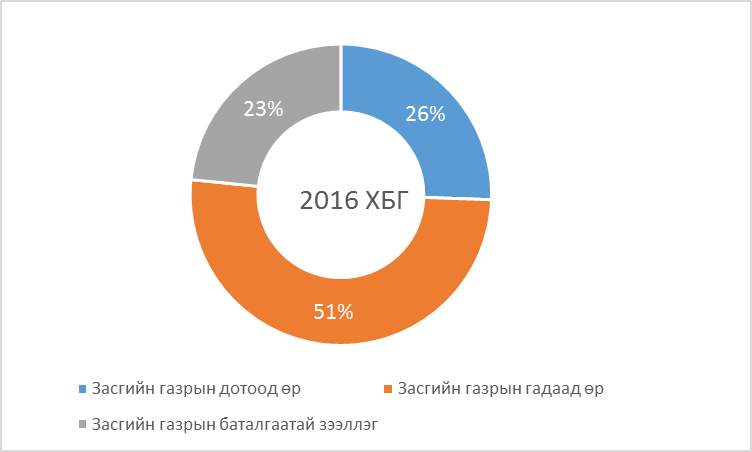 23%
26%
2016 ХБГ
51%
Засгийн газрын дотоод өр
Засгийн газрын гадаад өр
Засгийн газрын баталгаатай зээллэг